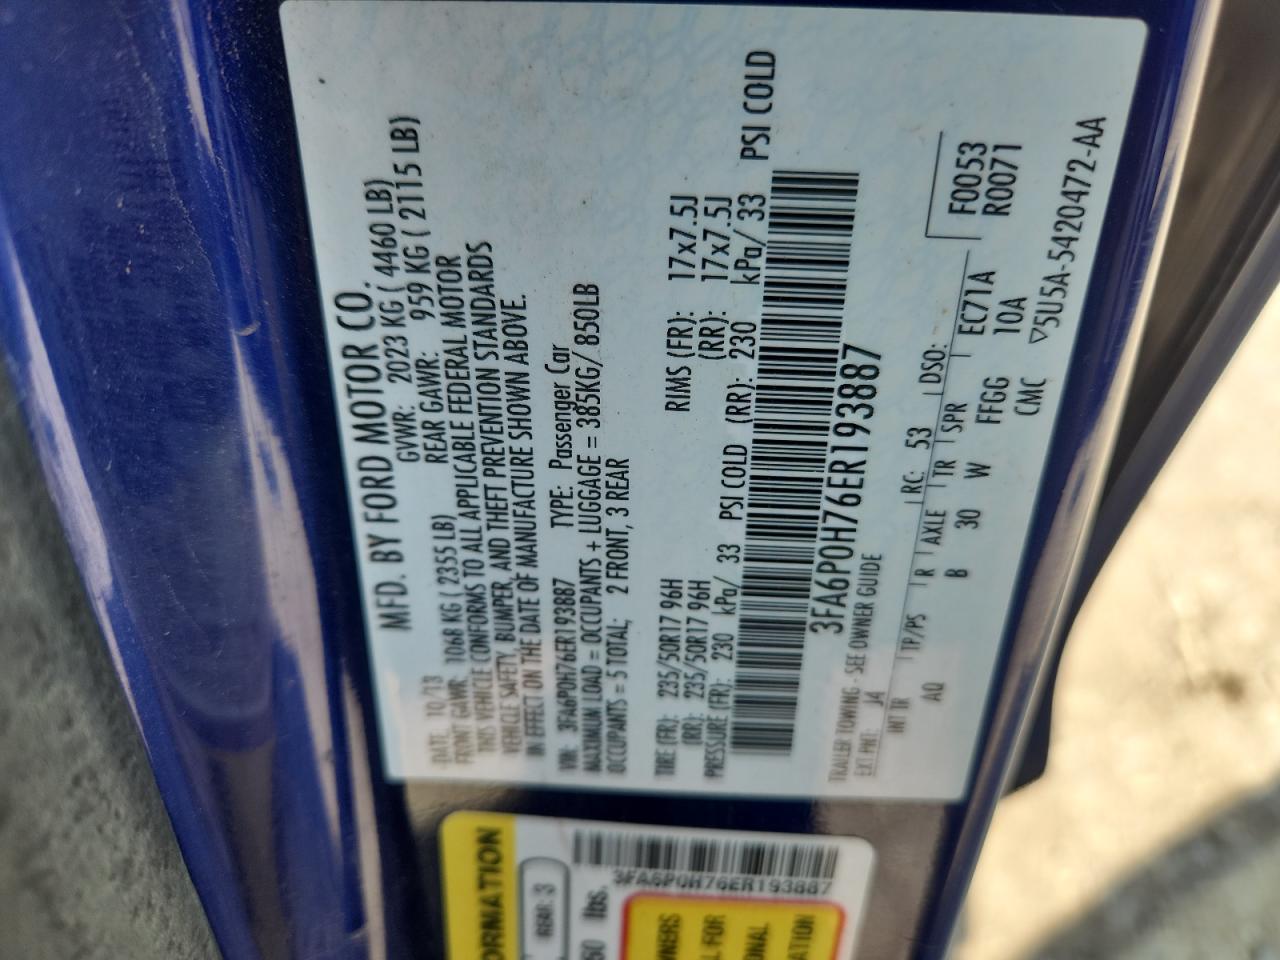 MFD. BY FORD MOTOR CO.
DATE: 10/13 GVWR: 2023 KG ( 4460 LB)
FRONT GAWR: 1068 KG ( 2355 LB) REAR GAWR: 959 KG ( 2115 LB)
THIS VEHICLE CONFORMS TO ALL APPLICABLE FEDERAL MOTOR
VEHICLE SAFETY, BUMPER, AND THEFT PREVENTION STANDARDS
IN EFFECT ON THE DATE OF MANUFACTURE SHOWN ABOVE.
VIN: 3FA6P0H76ER193887 TYPE: Passenger Car
MAXIMUM LOAD = OCCUPANTS + LUGGAGE = 385KG/ 850LB
OCCUPANTS = 5 TOTAL; 2 FRONT, 3 REAR
TIRE (FR): 235/50R17 96H RIMS (FR): 17x7.5J
(RR): 235/50R17 96H (RR): 17x7.5J
PRESSURE (FR): 230 kPa/ 33 PSI COLD (RR): 230 kPa/ 33 PSI COLD
3FA6P0H76ER193887
TRAILER TOWING - SEE OWNER GUIDE
EXT PNT: J4 RC: 53 DSO: F0053
R0071
INT TR TP/PS R AXLE TR SPR EC71A
AQ B 30 W FFGG 10A
CMC ▽5U5A-5420472-AA
ORMATION
REAR: 3
lbs.
3FA6P0H76ER193887